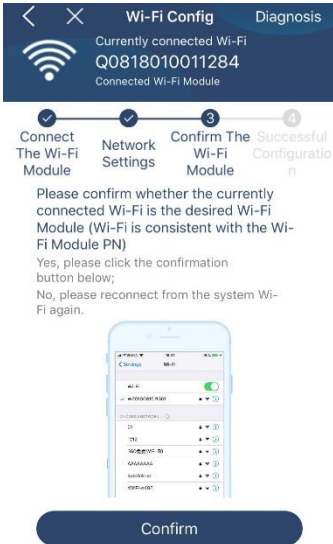 Wi-Fi Config
Diagnosis
Currently connected Wi-Fi
Q0818010011284
Connected Wi-Fi Module
3
4
Connect
The Wi-Fi
Module
Network
Settings
Confirm The
Wi-Fi
Module
Successful
Configuratio
n
Please confirm whether the currently
connected Wi-Fi is the desired Wi-Fi
Module (Wi-Fi is consistent with the Wi-
Fi Module PN)
Yes, please click the confirmation
button below;
No, please reconnect from the system Wi-
Fi again.
Settings
Wi-Fi
Wi-Fi
Confirm